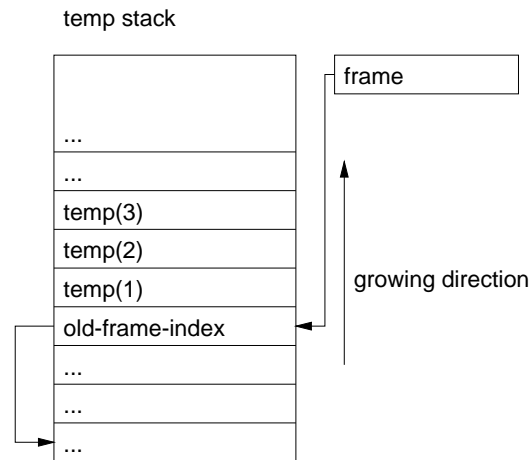 temp stack
frame
...
...
temp(3)
temp(2)
temp(1)
growing direction
old-frame-index
...
...
...